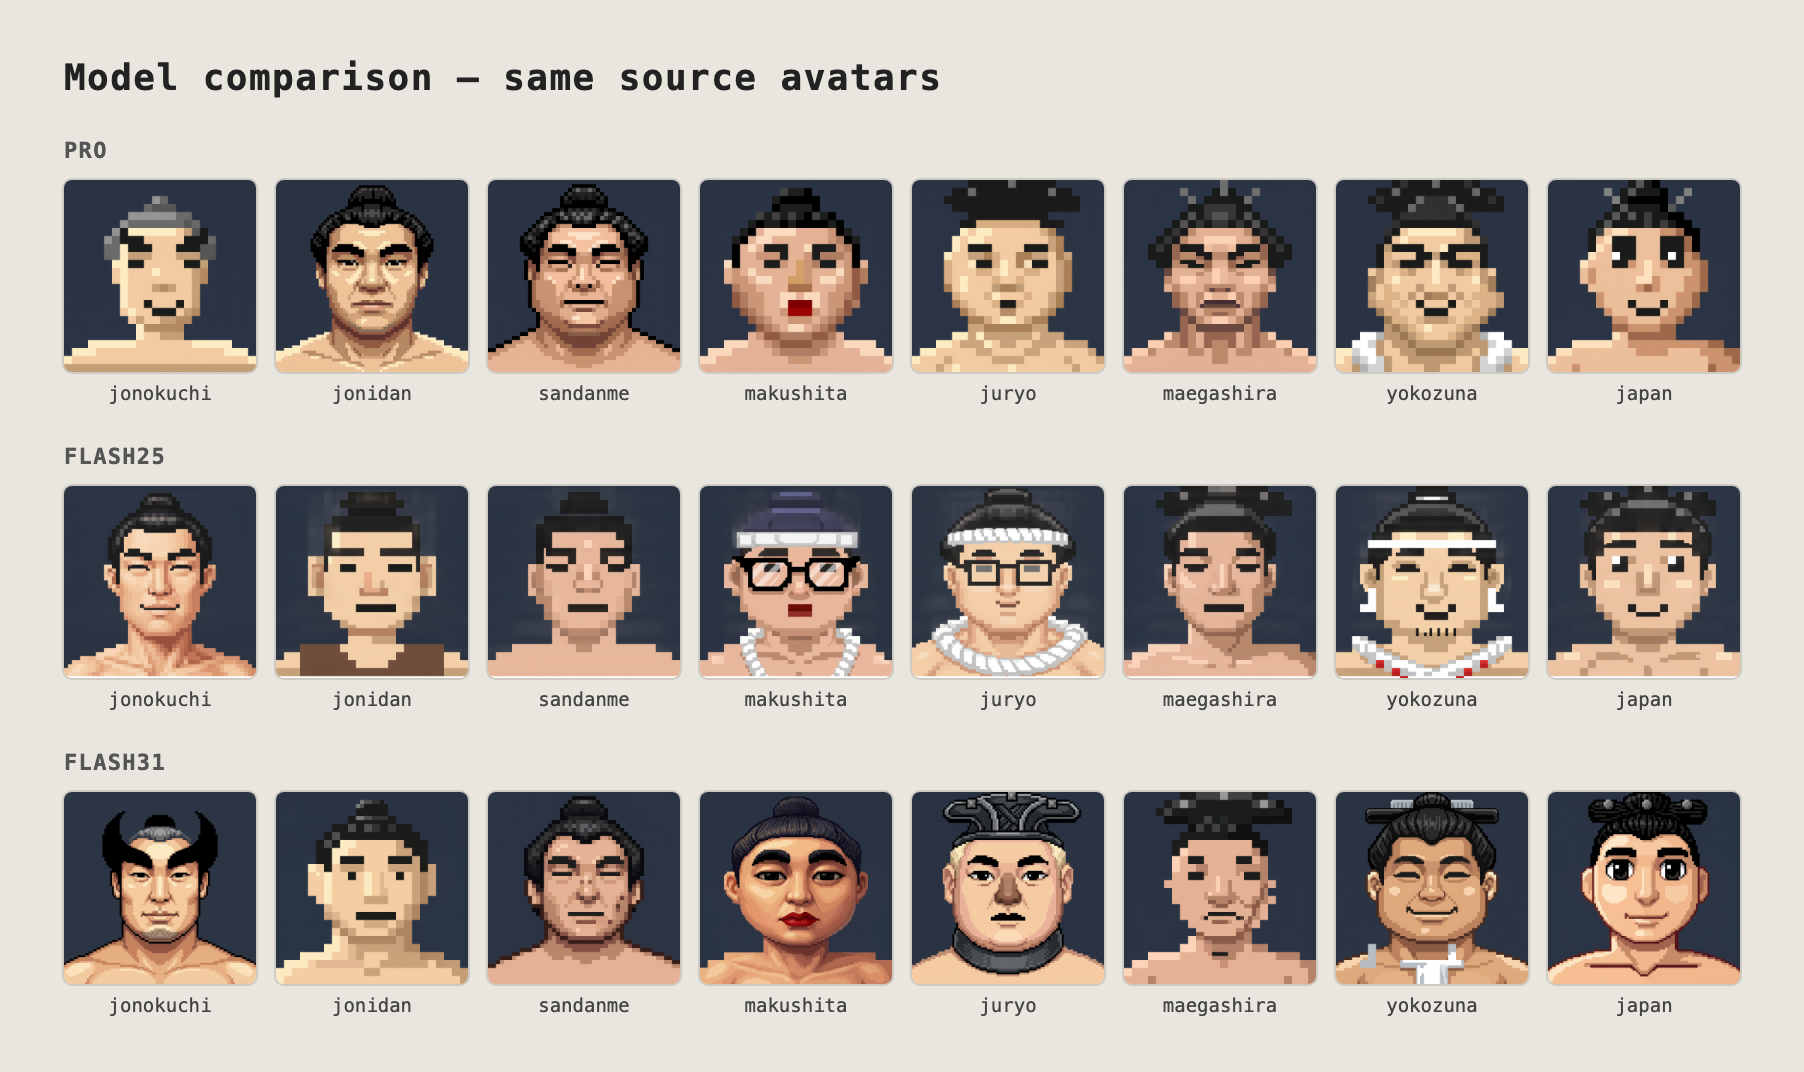 Model comparison — same source avatars
PRO
jonokuchi jonidan sandanme makushita juryo maegashira yokozuna japan
FLASH25
jonokuchi jonidan sandanme makushita juryo maegashira yokozuna japan
FLASH31
jonokuchi jonidan sandanme makushita juryo maegashira yokozuna japan